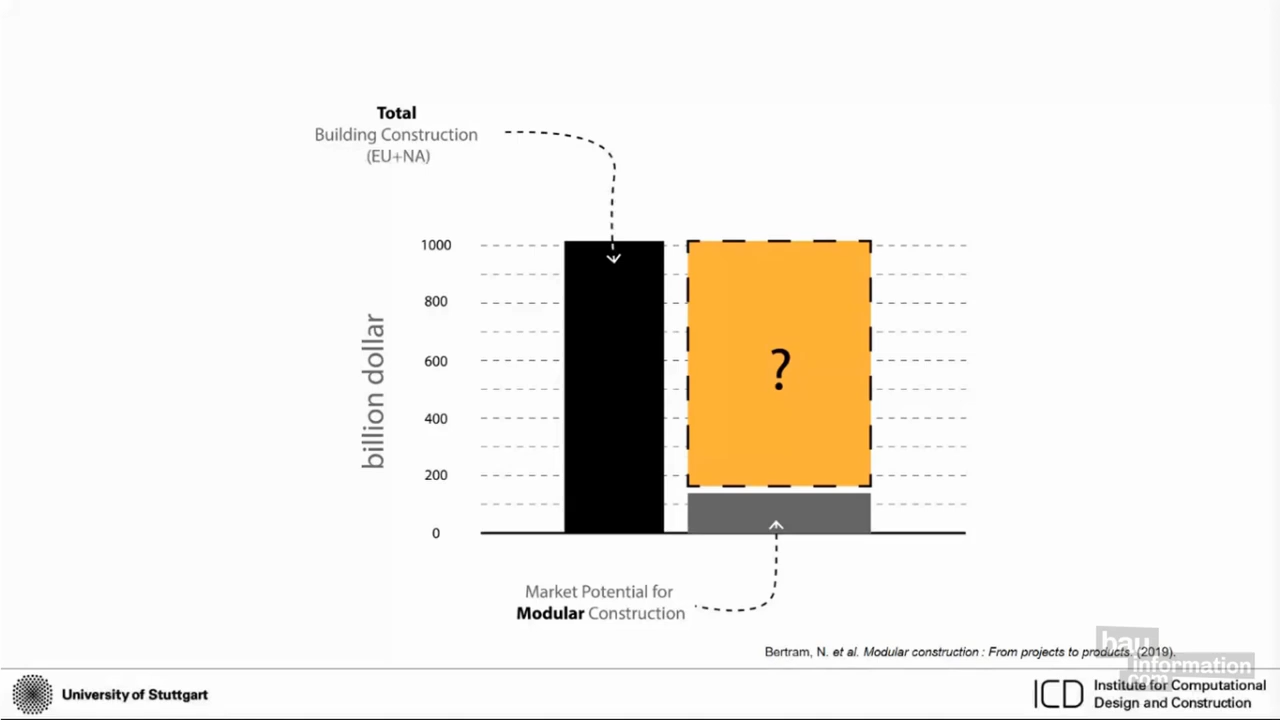 Total
Building Construction
(EU+NA)
1000
800
600
400
200
0
billion dollar
?
Market Potential for
Modular Construction
Bertram, N. et al. Modular construction : From projects to products. (2019).
bau
information
com
University of Stuttgart
ICD
Institute for Computational
Design and Construction